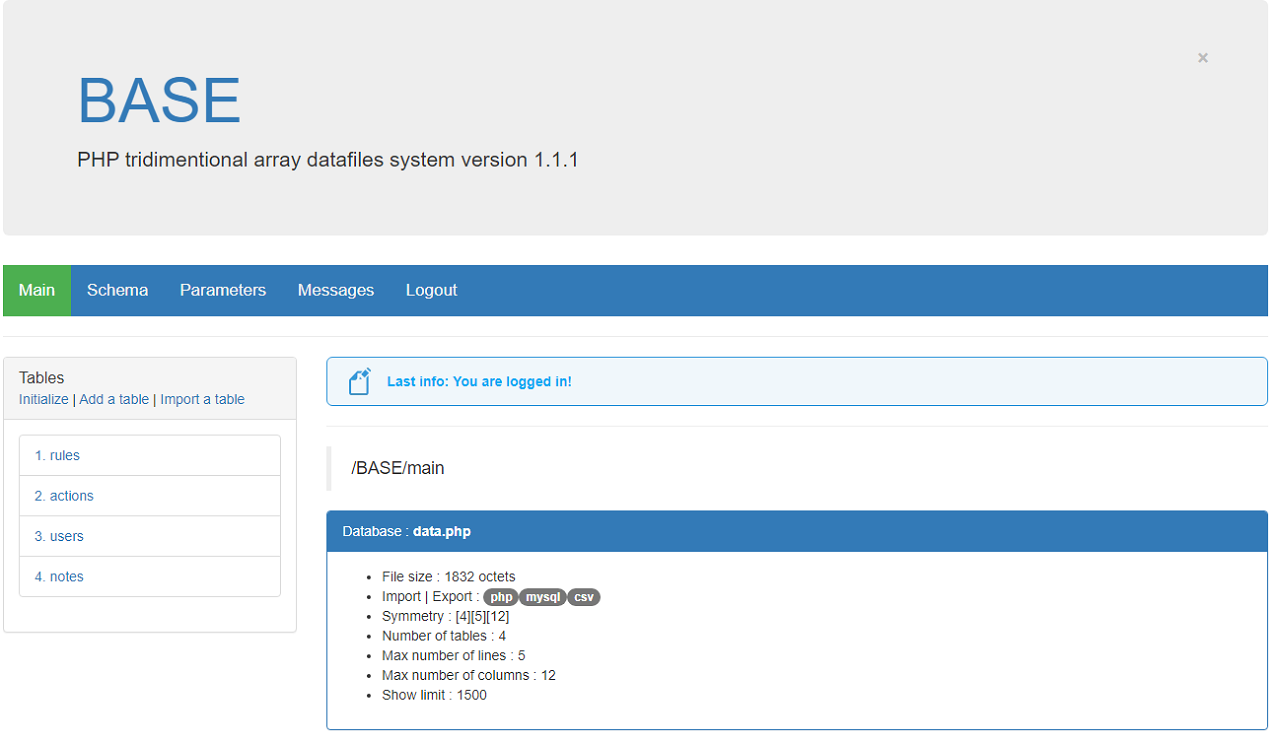 ×
BASE
PHP tridimentional array datafiles system version 1.1.1
Main Schema Parameters Messages Logout
Tables
Initialize | Add a table | Import a table
1. rules
2. actions
3. users
4. notes
Last info: You are logged in!
/BASE/main
Database : data.php
File size : 1832 octets
Import | Export : php mysql csv
Symmetry : [4][5][12]
Number of tables : 4
Max number of lines : 5
Max number of columns : 12
Show limit : 1500